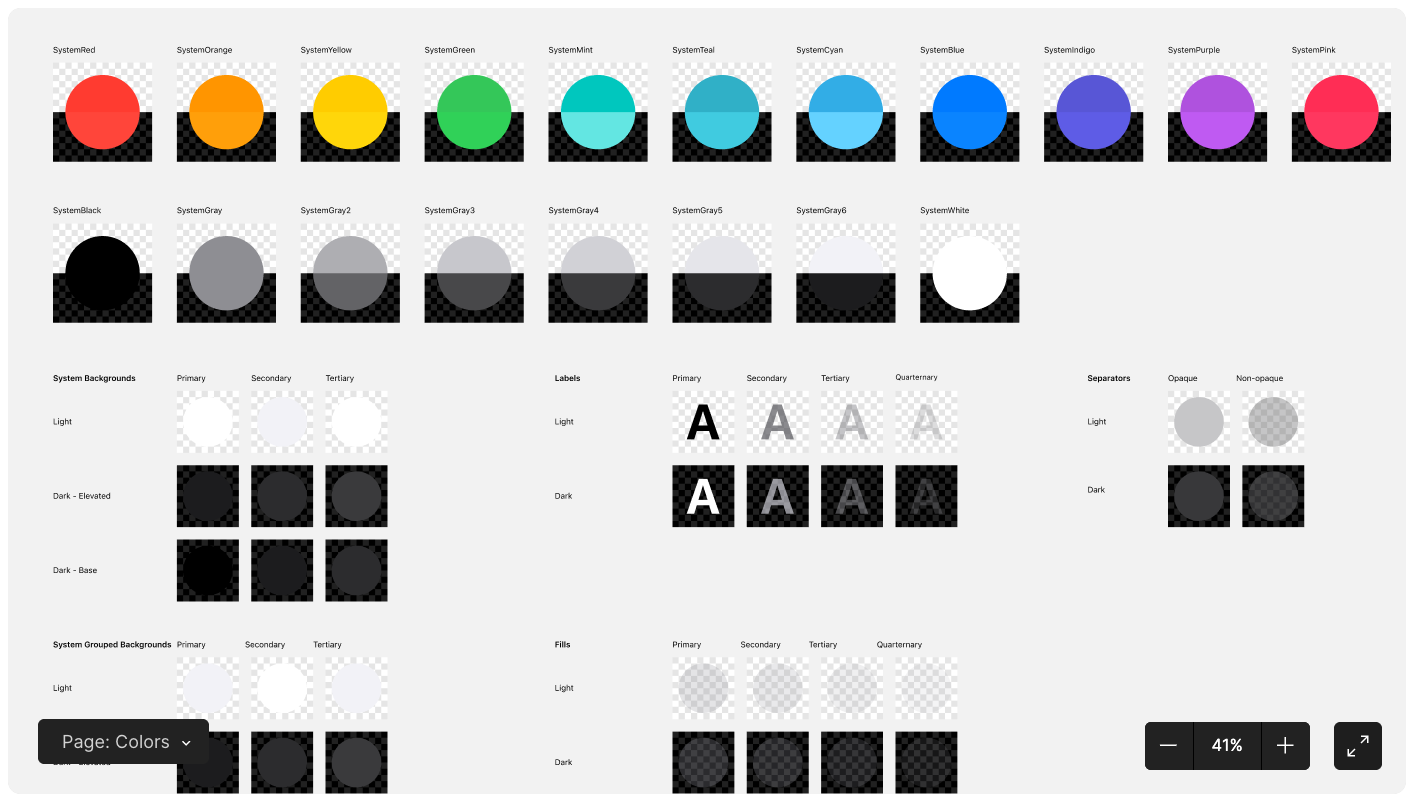 SystemRed SystemOrange SystemYellow SystemGreen SystemMint SystemTeal SystemCyan SystemBlue SystemIndigo SystemPurple SystemPink
SystemBlack SystemGray SystemGray2 SystemGray3 SystemGray4 SystemGray5 SystemGray6 SystemWhite
System Backgrounds Primary Secondary Tertiary Labels Primary Secondary Tertiary Quarternary Separators Opaque Non-opaque
Light Light A A A A Light
Dark - Elevated Dark A A A A Dark
Dark - Base
System Grouped Backgrounds Primary Secondary Tertiary Fills Primary Secondary Tertiary Quarternary
Light Light
Page: Colors 41%
Dark